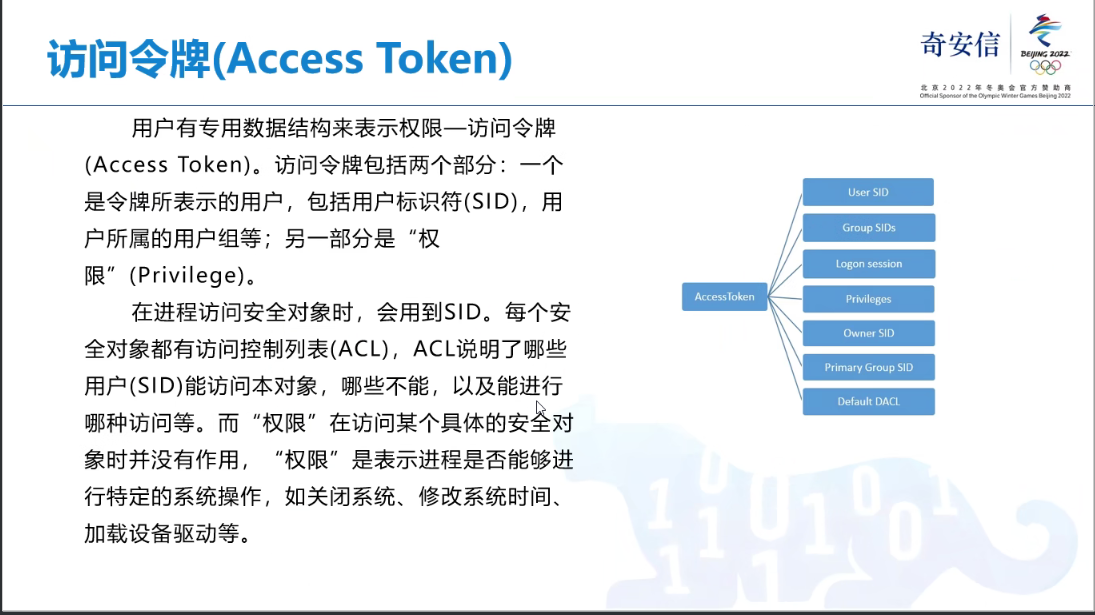 访问令牌(Access Token)
奇安信
BEIJING 2022
北京2022年冬奥会官方赞助商
Official Sponsor of the Olympic Winter Games Beijing 2022
用户有专用数据结构来表示权限—访问令牌
(Access Token)。访问令牌包括两个部分：一个
是令牌所表示的用户，包括用户标识符(SID)，用
户所属的用户组等；另一部分是“权
限”(Privilege)。
在进程访问安全对象时，会用到SID。每个安
全对象都有访问控制列表(ACL)，ACL说明了哪些
用户(SID)能访问本对象，哪些不能，以及能进行
哪种访问等。而“权限”在访问某个具体的安全对
象时并没有作用，“权限”是表示进程是否能够进
行特定的系统操作，如关闭系统、修改系统时间、
加载设备驱动等。
AccessToken
User SID
Group SIDs
Logon session
Privileges
Owner SID
Primary Group SID
Default DACL